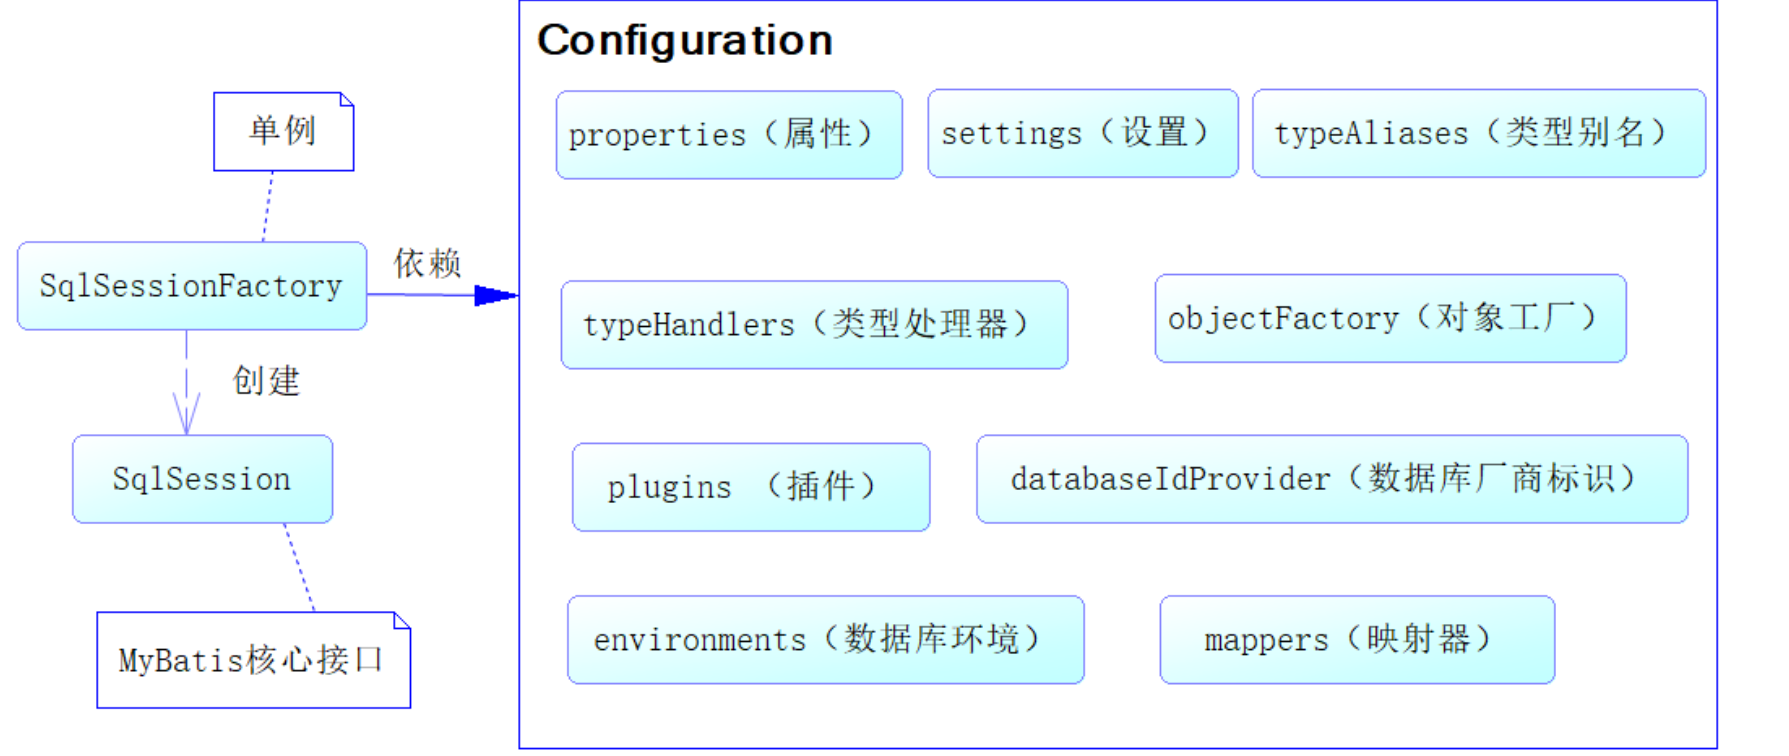 单例
SqlSessionFactory
依赖
创建
SqlSession
MyBatis核心接口
Configuration
properties（属性）
settings（设置）
typeAliases（类型别名）
typeHandlers（类型处理器）
objectFactory（对象工厂）
plugins （插件）
databaseIdProvider（数据库厂商标识）
environments（数据库环境）
mappers（映射器）